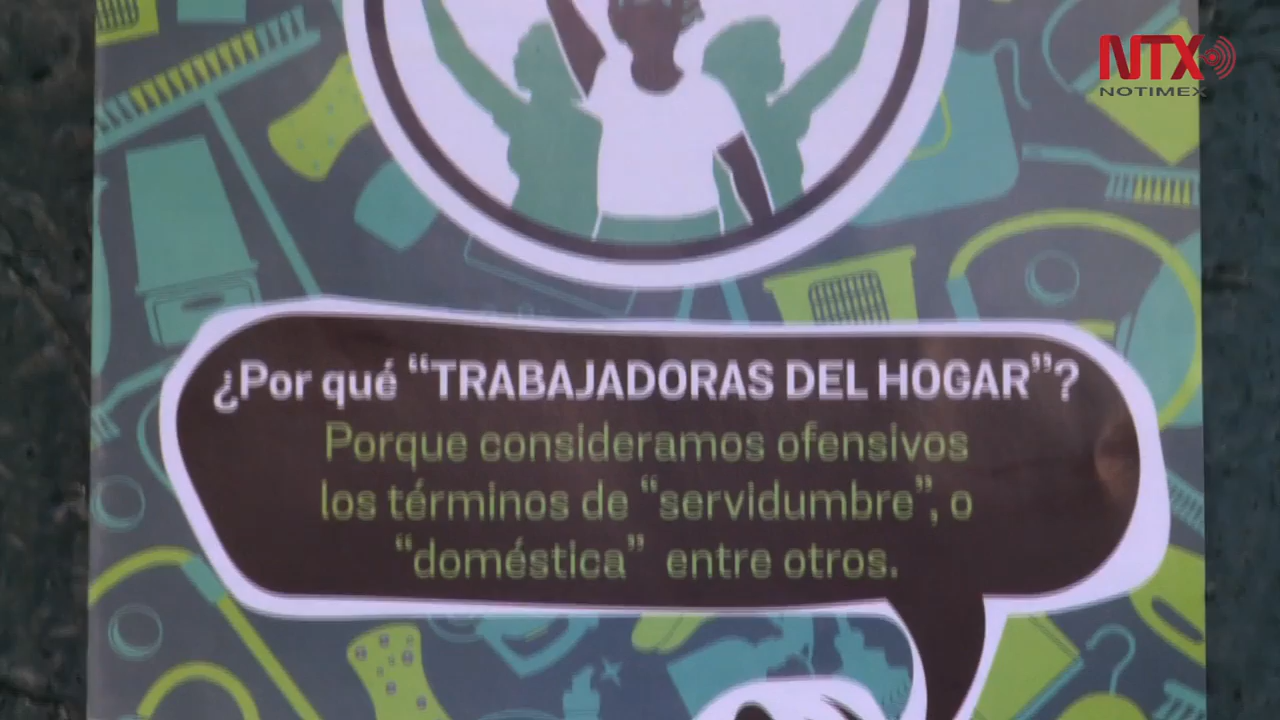 NTX
NOTIMEX
¿Por qué “TRABAJADORAS DEL HOGAR”?
Porque consideramos ofensivos
los términos de “servidumbre”, o
“doméstica” entre otros.